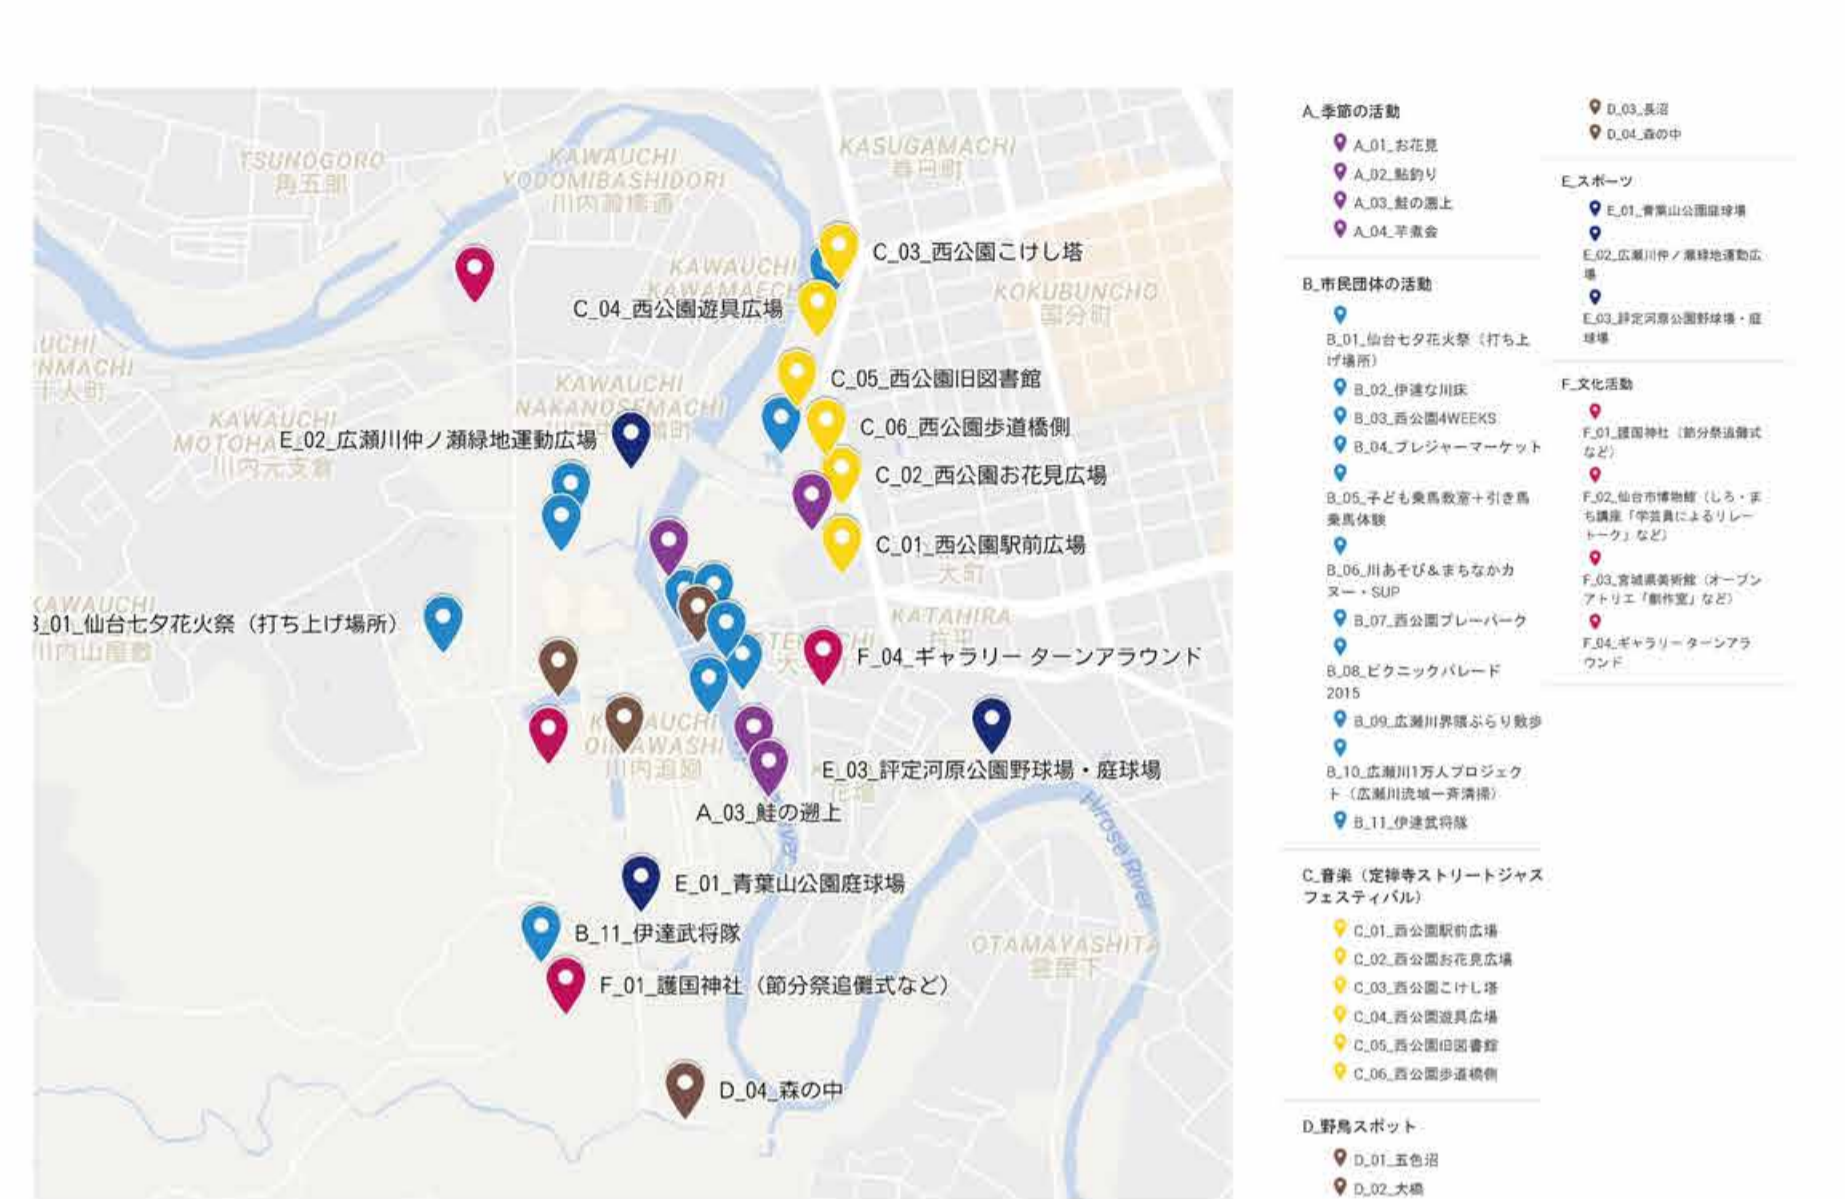 TSUNOGORO
角五郎
KAWAUCHI
YODOMIBASHIDORI
川内澱橋通
KASUGAMACHI
春日町
C_03_西公園こけし塔
KAWAUCHI
KAWAMAECH
KOKUBUNCHO
国分町
C_04_西公園遊具広場
UCHI
NMACHI
十人町
C_05_西公園旧図書館
KAWAUCHI
NAKANOSEMACHI
KAWAUCHI
MOTOHA
川内元支倉
E_02_広瀬川仲ノ瀬緑地運動広場
C_06_西公園歩道橋側
C_02_西公園お花見広場
C_01_西公園駅前広場
大町
KAWAUCHI
川内山屋敷
B_01_仙台七夕花火祭（打ち上げ場所）
KATAHIRA
片平
F_04_ギャラリー ターンアラウンド
AUCHI
AWASHI
川内追廻
E_03_評定河原公園野球場・庭球場
A_03_鮭の遡上
Hirose River
E_01_青葉山公園庭球場
B_11_伊達武将隊
OTAMAYASHITA
霊屋下
F_01_護国神社（節分祭追儺式など）
D_04_森の中
A_季節の活動
A_01_お花見
A_02_鮎釣り
A_03_鮭の遡上
A_04_芋煮会
B_市民団体の活動
B_01_仙台七夕花火祭（打ち上
げ場所）
B_02_伊達な川床
B_03_西公園4WEEKS
B_04_プレジャーマーケット
B_05_子ども乗馬教室＋引き馬
乗馬体験
B_06_川あそび＆まちなかカ
ヌー・SUP
B_07_西公園プレーパーク
B_08_ピクニックパレード
2015
B_09_広瀬川界隈ぶらり散歩
B_10_広瀬川1万人プロジェク
ト（広瀬川流域一斉清掃）
B_11_伊達武将隊
C_音楽（定禅寺ストリートジャズ
フェスティバル）
C_01_西公園駅前広場
C_02_西公園お花見広場
C_03_西公園こけし塔
C_04_西公園遊具広場
C_05_西公園旧図書館
C_06_西公園歩道橋側
D_野鳥スポット
D_01_五色沼
D_02_大橋
D_03_長沼
D_04_森の中
E_スポーツ
E_01_青葉山公園庭球場
E_02_広瀬川仲ノ瀬緑地運動広
場
E_03_評定河原公園野球場・庭
球場
F_文化活動
F_01_護国神社（節分祭追儺式
など）
F_02_仙台市博物館（しろ・ま
ち講座「学芸員によるリレー
トーク」など）
F_03_宮城県美術館（オープン
アトリエ「創作室」など）
F_04_ギャラリー ターンアラ
ウンド